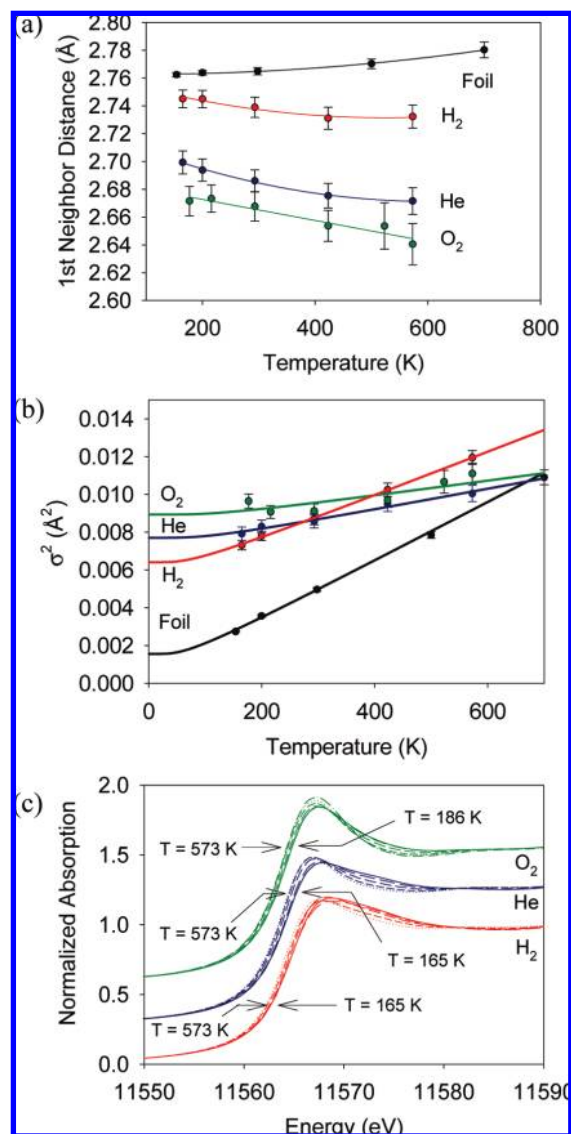 (a)
2.80
2.78
2.76
2.74
2.72
2.70
2.68
2.66
2.64
2.62
2.60
1st Neighbor Distance (Å)
Foil
H₂
He
O₂
200
400
600
800
Temperature (K)
(b)
0.014
0.012
0.010
0.008
0.006
0.004
0.002
0.000
σ² (Å²)
O₂
He
H₂
Foil
0
200
400
600
Temperature (K)
(c)
2.0
1.5
1.0
0.5
0.0
Normalized Absorption
T = 186 K
T = 573 K
O₂
He
T = 573 K
H₂
T = 165 K
T = 165 K
T = 573 K
11550
11560
11570
11580
11590
Energy (eV)